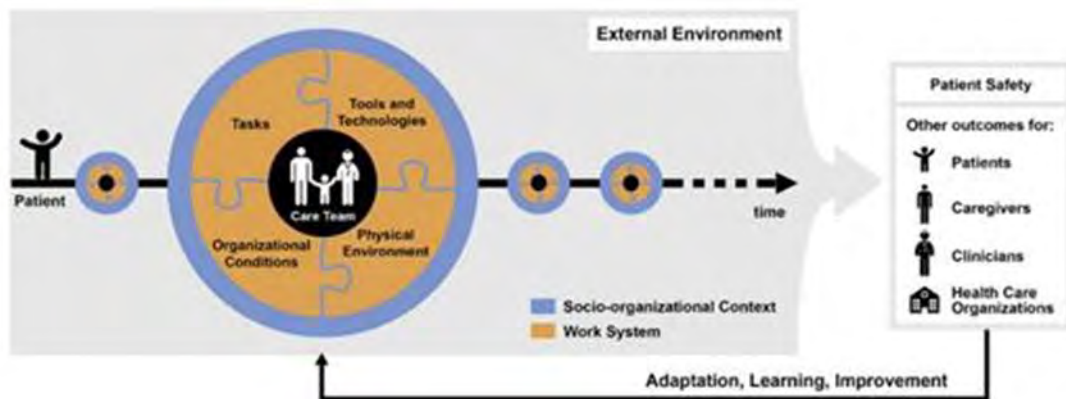 External Environment
Tasks
Tools and
Technologies
Patient
Care Team
Organizational
Conditions
Physical
Environment
time
Socio-organizational Context
Work System
Patient Safety
Other outcomes for:
Patients
Caregivers
Clinicians
Health Care
Organizations
Adaptation, Learning, Improvement